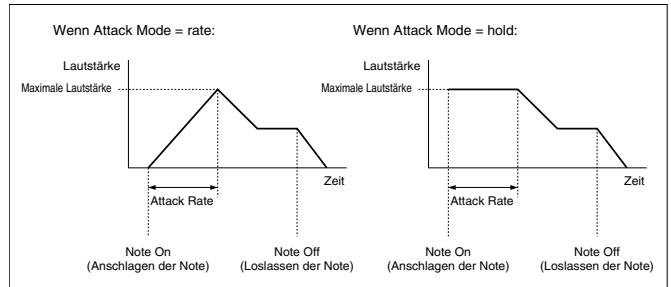 Wenn Attack Mode = rate:
Lautstärke
Maximale Lautstärke
Zeit
Attack Rate
Note On
(Anschlagen der Note)
Note Off
(Loslassen der Note)
Wenn Attack Mode = hold:
Lautstärke
Maximale Lautstärke
Zeit
Attack Rate
Note On
(Anschlagen der Note)
Note Off
(Loslassen der Note)